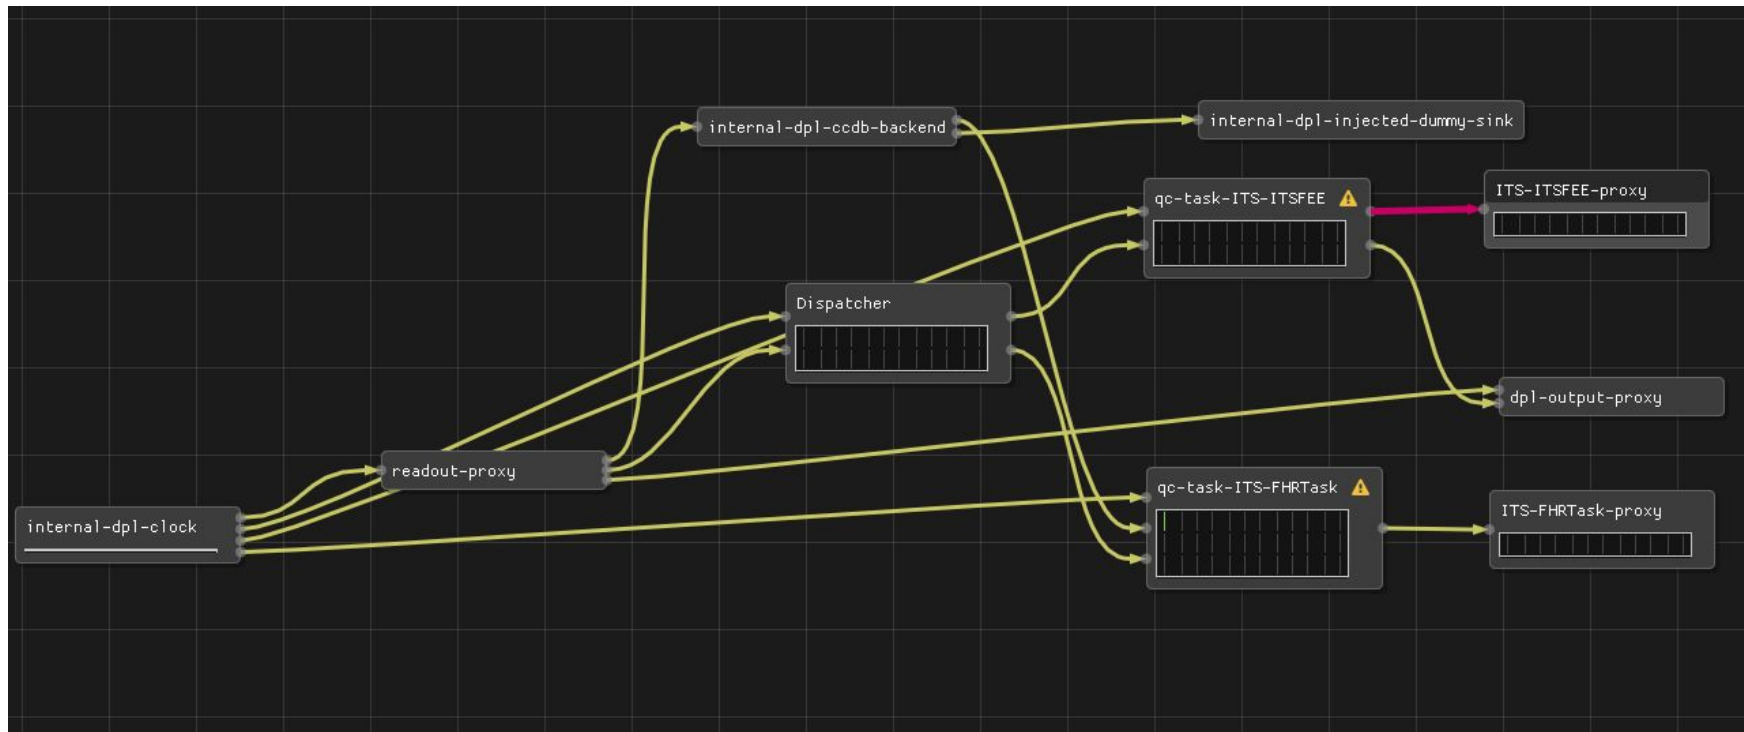 internal-dpl-ccdb-backend
internal-dpl-injected-dummy-sink
qc-task-ITS-ITSFEE
ITS-ITSFEE-proxy
Dispatcher
dpl-output-proxy
readout-proxy
qc-task-ITS-FHRTask
ITS-FHRTask-proxy
internal-dpl-clock